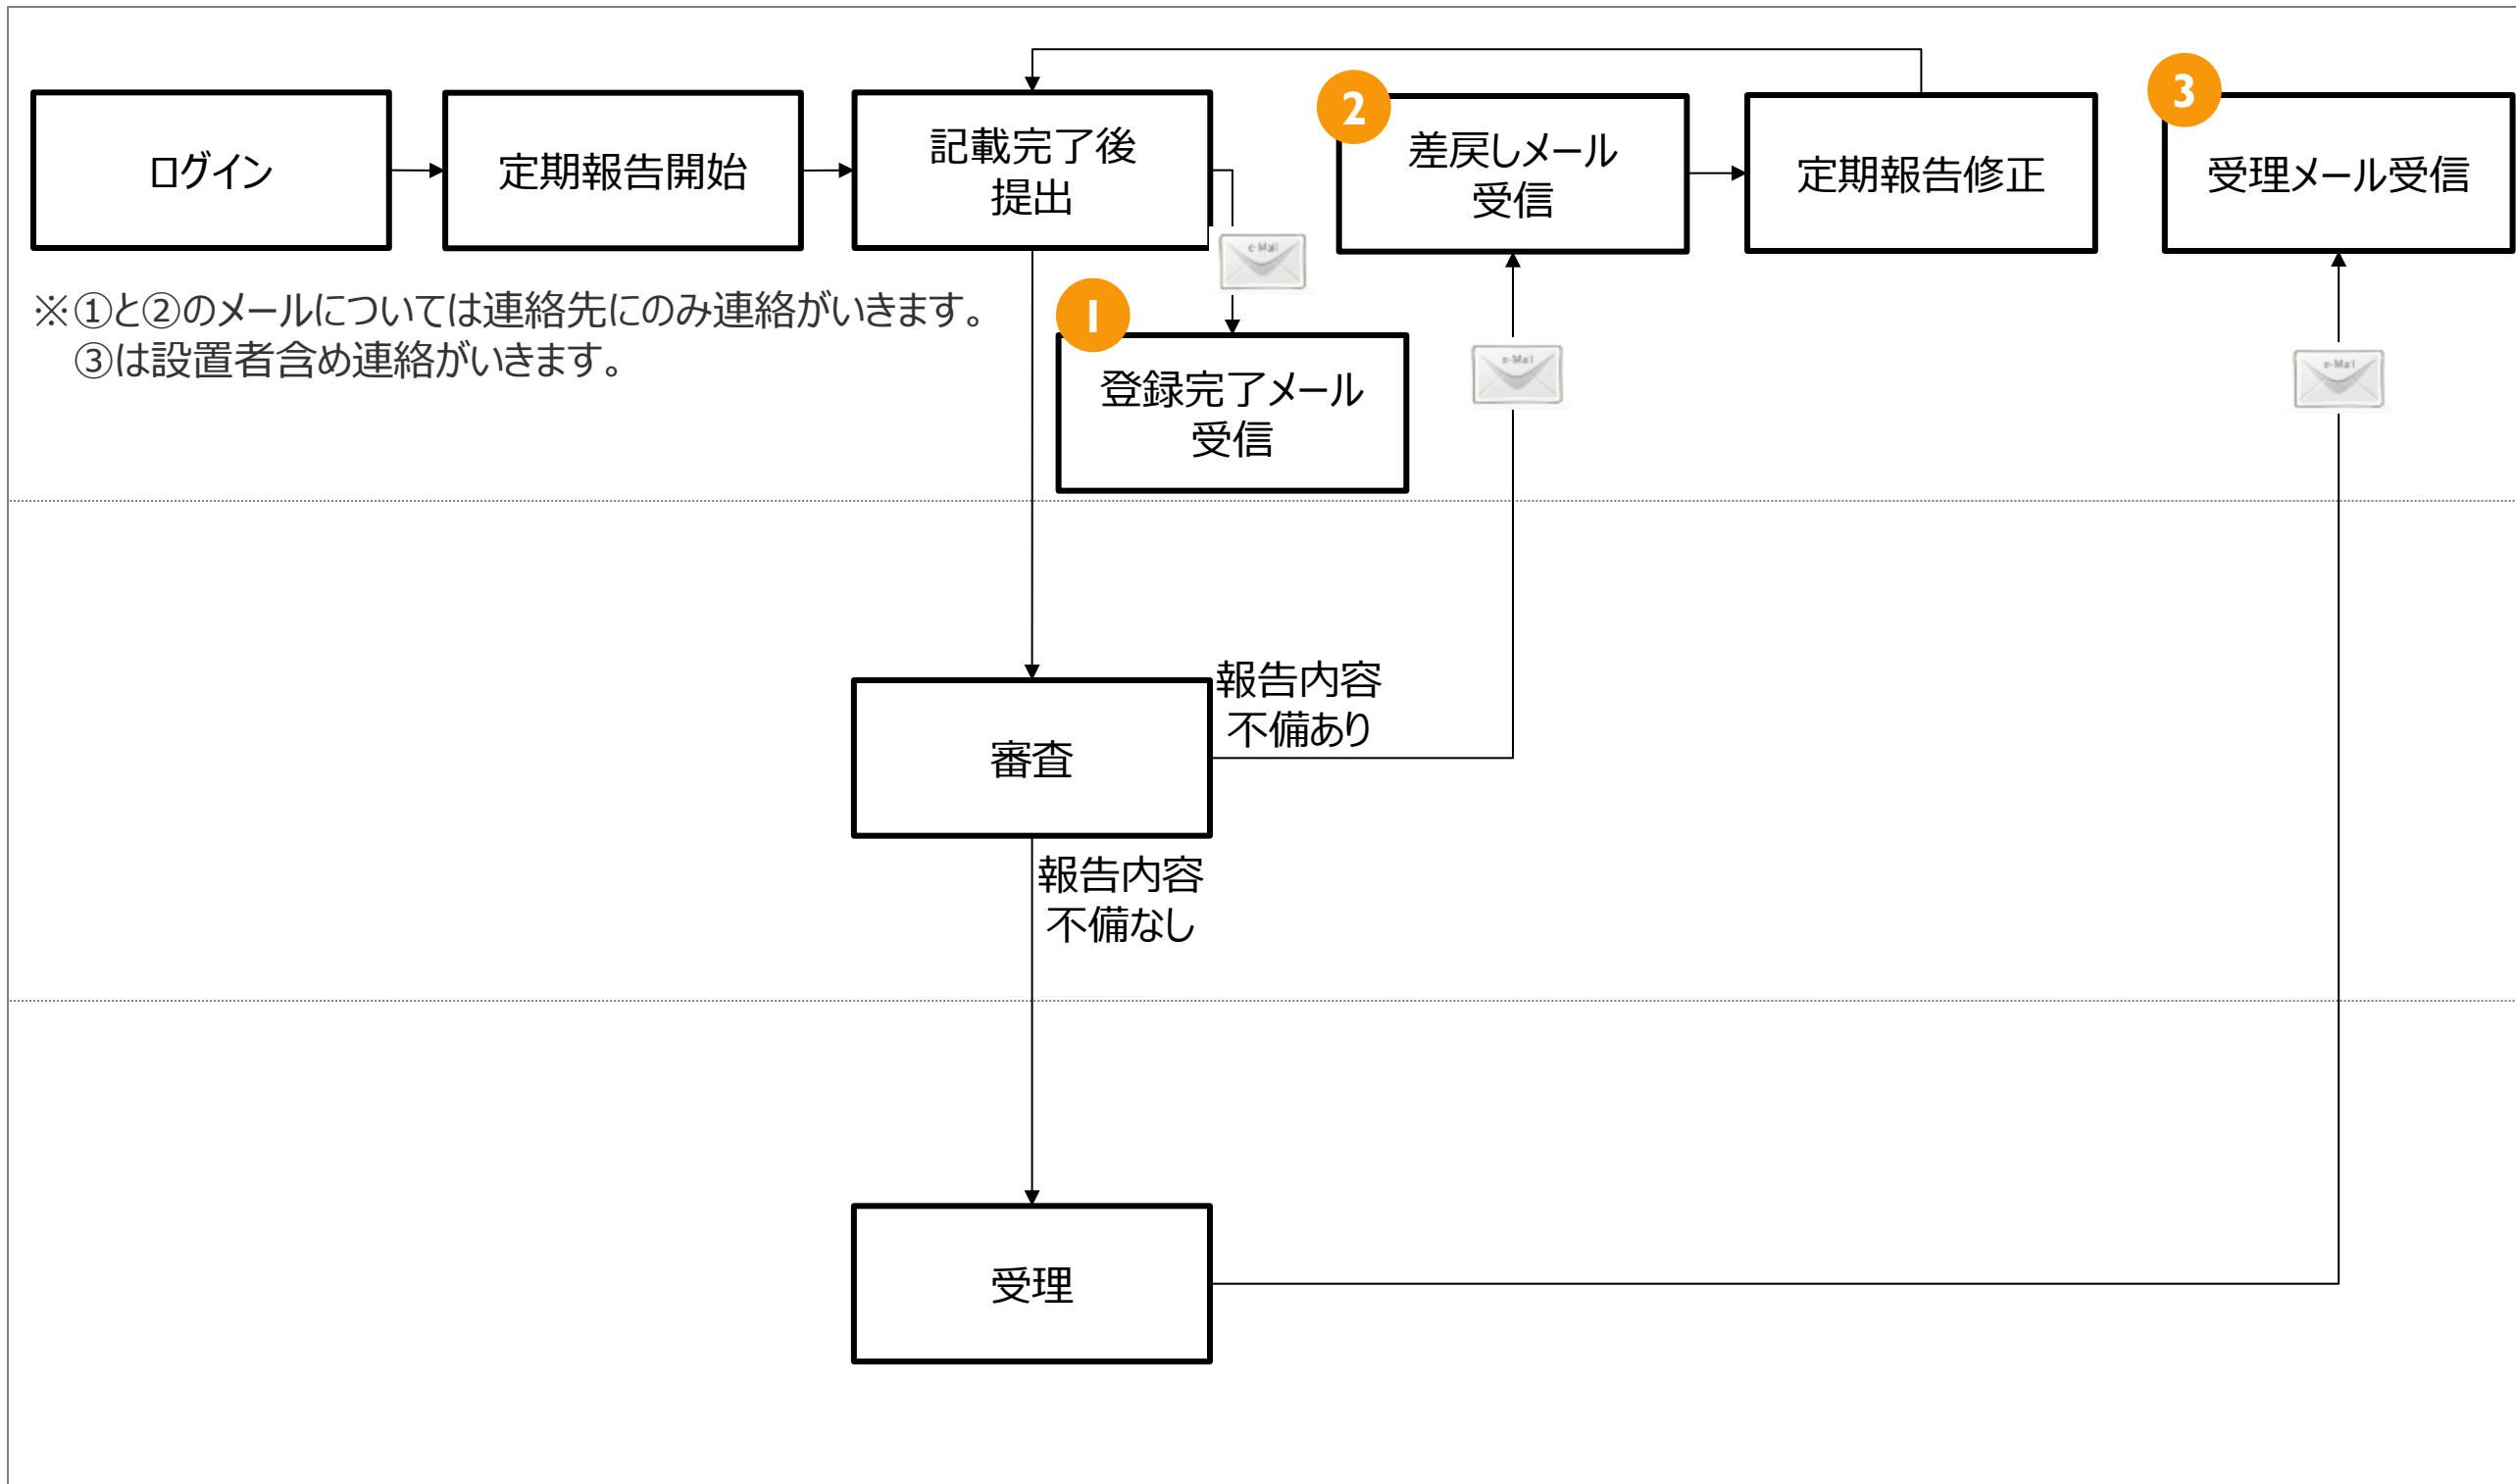 ログイン
定期報告開始
記載完了後
提出
2
差戻しメール
受信
定期報告修正
3
受理メール受信
e-Mail
※①と②のメールについては連絡先にのみ連絡がいきます。
③は設置者含め連絡がいきます。
1
登録完了メール
受信
e-Mail
e-Mail
報告内容
不備あり
審査
報告内容
不備なし
受理